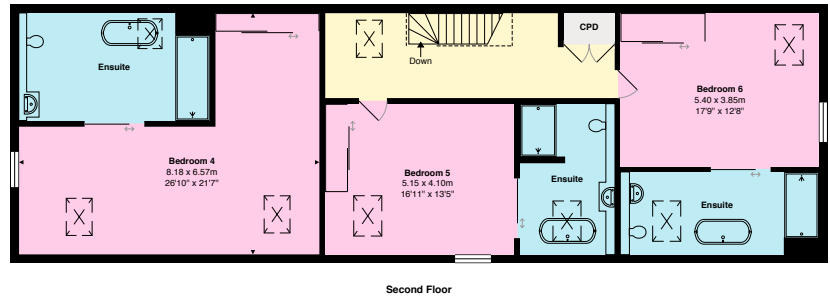 Ensuite
Bedroom 4
8.18 x 6.57m
26'10" x 21'7"
Down
CPD
Bedroom 5
5.15 x 4.10m
16'11" x 13'5"
Ensuite
Bedroom 6
5.40 x 3.85m
17'9" x 12'8"
Ensuite
Second Floor